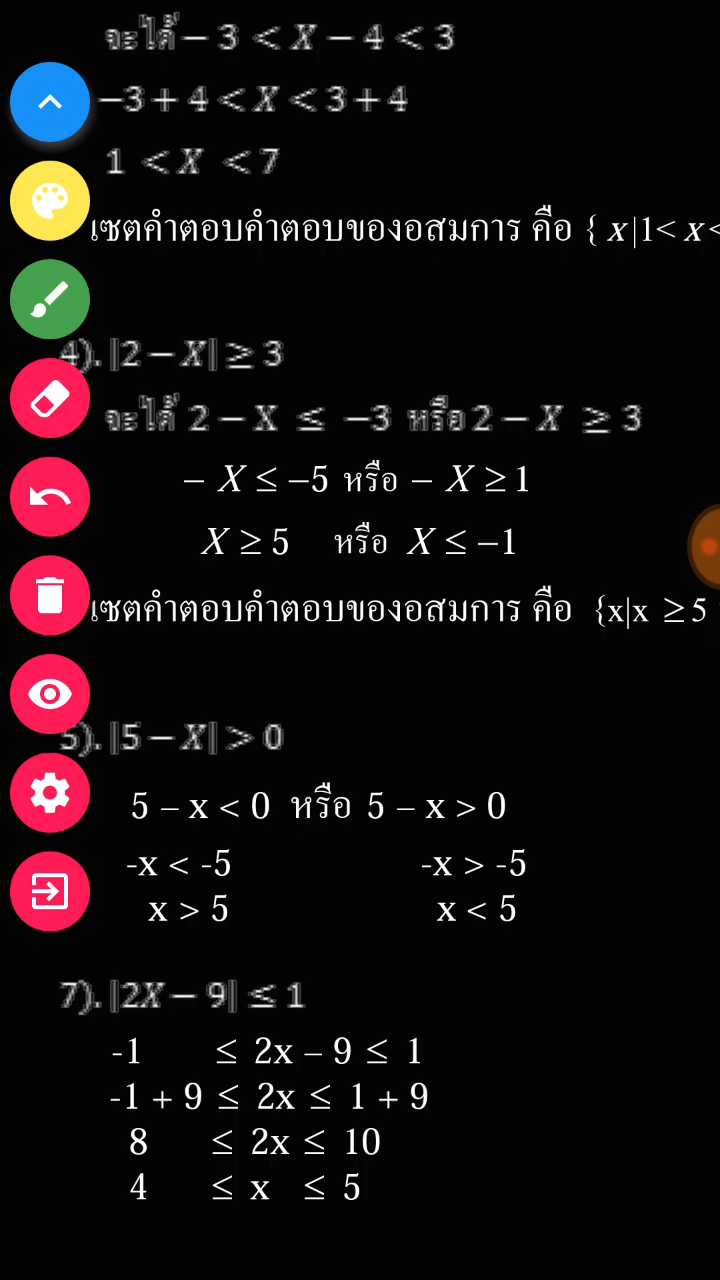 จะได้ − 3 < X − 4 < 3
−3 + 4 < X < 3 + 4
1 < X < 7
เซตคำตอบคำตอบของอสมการ คือ { x|1< x<
4). |2 − X| ≥ 3
จะได้ 2 − X ≤ −3 หรือ 2 − X ≥ 3
− X ≤ −5 หรือ − X ≥ 1
X ≥ 5 หรือ X ≤ −1
เซตคำตอบคำตอบของอสมการ คือ {x|x ≥ 5
5). |5 − X| > 0
5 – x < 0 หรือ 5 – x > 0
-x < -5 -x > -5
x > 5 x < 5
7). |2X − 9| ≤ 1
-1 ≤ 2x – 9 ≤ 1
-1 + 9 ≤ 2x ≤ 1 + 9
8 ≤ 2x ≤ 10
4 ≤ x ≤ 5